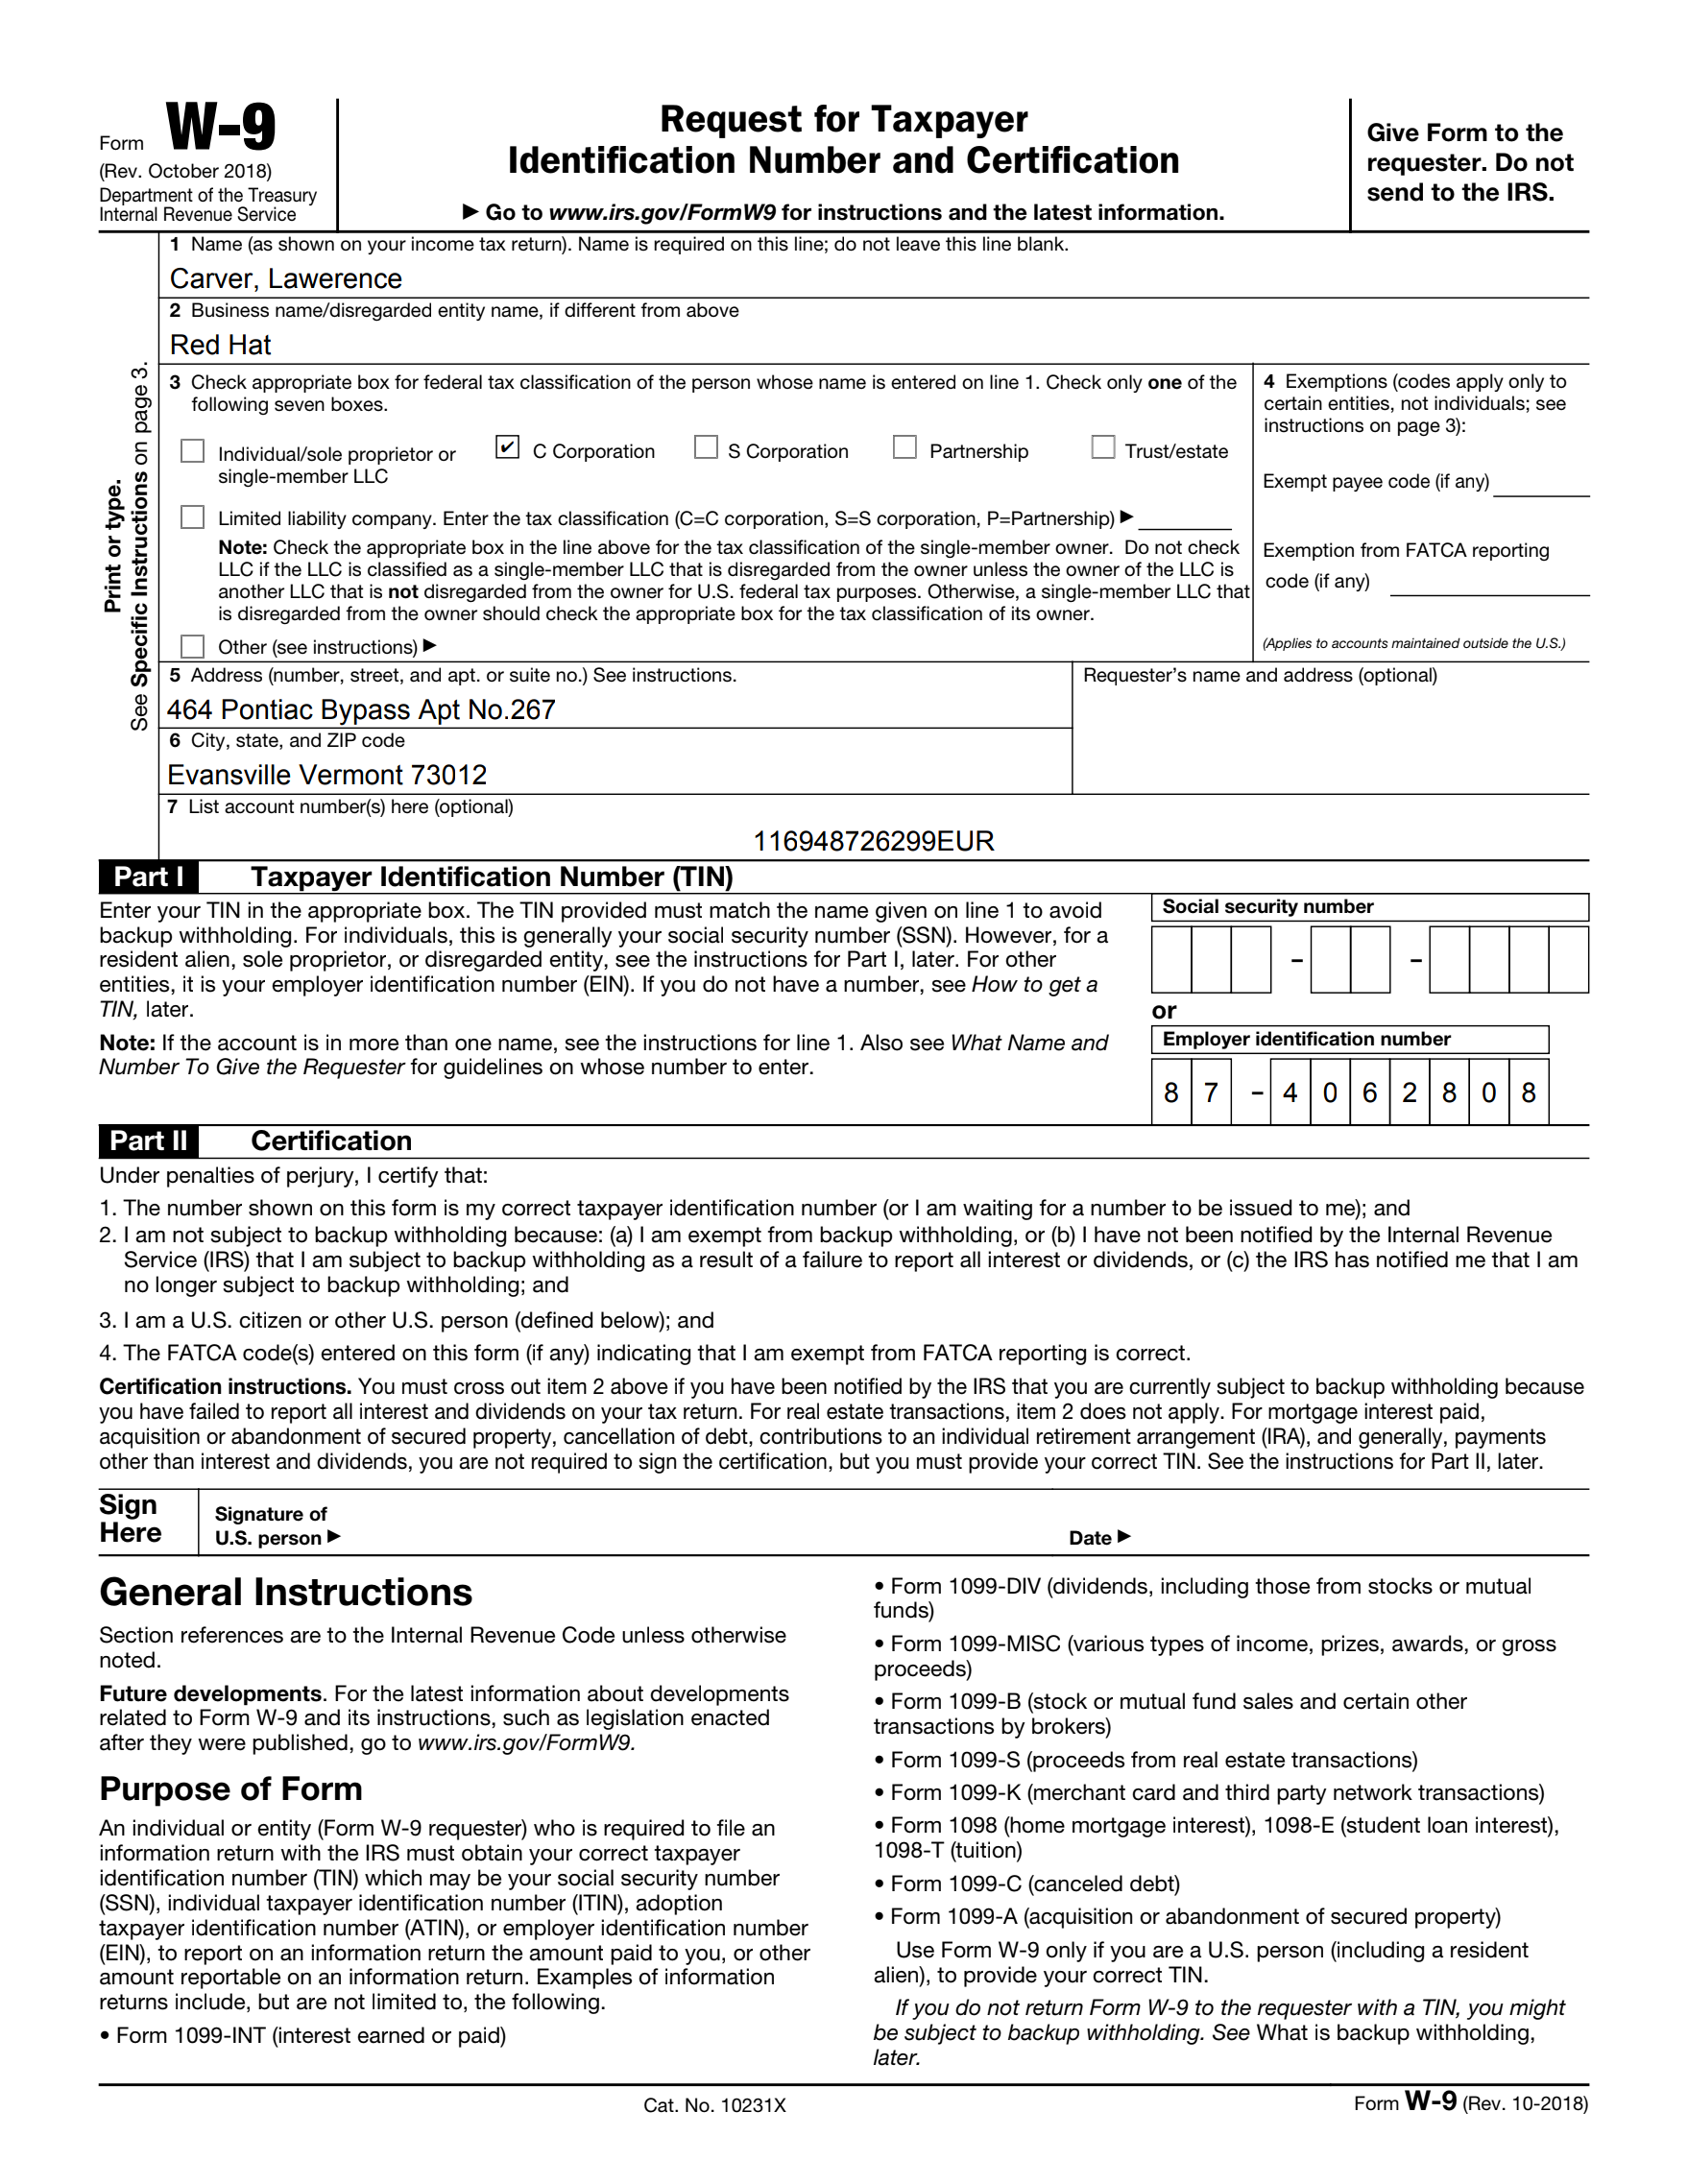 Form W-9
(Rev. October 2018)
Department of the Treasury
Internal Revenue Service
Request for Taxpayer
Identification Number and Certification
▶ Go to www.irs.gov/FormW9 for instructions and the latest information.
Give Form to the
requester. Do not
send to the IRS.
Print or type.
See Specific Instructions on page 3.
1 Name (as shown on your income tax return). Name is required on this line; do not leave this line blank.
Carver, Lawerence
2 Business name/disregarded entity name, if different from above
Red Hat
3 Check appropriate box for federal tax classification of the person whose name is entered on line 1. Check only one of the
following seven boxes.
Individual/sole proprietor or
single-member LLC
✔ C Corporation
S Corporation
Partnership
Trust/estate
Limited liability company. Enter the tax classification (C=C corporation, S=S corporation, P=Partnership) ▶
Note: Check the appropriate box in the line above for the tax classification of the single-member owner. Do not check
LLC if the LLC is classified as a single-member LLC that is disregarded from the owner unless the owner of the LLC is
another LLC that is not disregarded from the owner for U.S. federal tax purposes. Otherwise, a single-member LLC that
is disregarded from the owner should check the appropriate box for the tax classification of its owner.
Other (see instructions) ▶
4 Exemptions (codes apply only to
certain entities, not individuals; see
instructions on page 3):
Exempt payee code (if any)
Exemption from FATCA reporting
code (if any)
(Applies to accounts maintained outside the U.S.)
5 Address (number, street, and apt. or suite no.) See instructions.
464 Pontiac Bypass Apt No.267
6 City, state, and ZIP code
Evansville Vermont 73012
Requester's name and address (optional)
7 List account number(s) here (optional)
116948726299EUR
Part I Taxpayer Identification Number (TIN)
Enter your TIN in the appropriate box. The TIN provided must match the name given on line 1 to avoid
backup withholding. For individuals, this is generally your social security number (SSN). However, for a
resident alien, sole proprietor, or disregarded entity, see the instructions for Part I, later. For other
entities, it is your employer identification number (EIN). If you do not have a number, see How to get a
TIN, later.
Note: If the account is in more than one name, see the instructions for line 1. Also see What Name and
Number To Give the Requester for guidelines on whose number to enter.
Social security number
– –
or
Employer identification number
8 7 – 4 0 6 2 8 0 8
Part II Certification
Under penalties of perjury, I certify that:
1. The number shown on this form is my correct taxpayer identification number (or I am waiting for a number to be issued to me); and
2. I am not subject to backup withholding because: (a) I am exempt from backup withholding, or (b) I have not been notified by the Internal Revenue
Service (IRS) that I am subject to backup withholding as a result of a failure to report all interest or dividends, or (c) the IRS has notified me that I am
no longer subject to backup withholding; and
3. I am a U.S. citizen or other U.S. person (defined below); and
4. The FATCA code(s) entered on this form (if any) indicating that I am exempt from FATCA reporting is correct.
Certification instructions. You must cross out item 2 above if you have been notified by the IRS that you are currently subject to backup withholding because
you have failed to report all interest and dividends on your tax return. For real estate transactions, item 2 does not apply. For mortgage interest paid,
acquisition or abandonment of secured property, cancellation of debt, contributions to an individual retirement arrangement (IRA), and generally, payments
other than interest and dividends, you are not required to sign the certification, but you must provide your correct TIN. See the instructions for Part II, later.
Sign
Here
Signature of
U.S. person ▶
Date ▶
General Instructions
Section references are to the Internal Revenue Code unless otherwise
noted.
Future developments. For the latest information about developments
related to Form W-9 and its instructions, such as legislation enacted
after they were published, go to www.irs.gov/FormW9.
Purpose of Form
An individual or entity (Form W-9 requester) who is required to file an
information return with the IRS must obtain your correct taxpayer
identification number (TIN) which may be your social security number
(SSN), individual taxpayer identification number (ITIN), adoption
taxpayer identification number (ATIN), or employer identification number
(EIN), to report on an information return the amount paid to you, or other
amount reportable on an information return. Examples of information
returns include, but are not limited to, the following.
• Form 1099-INT (interest earned or paid)
• Form 1099-DIV (dividends, including those from stocks or mutual
funds)
• Form 1099-MISC (various types of income, prizes, awards, or gross
proceeds)
• Form 1099-B (stock or mutual fund sales and certain other
transactions by brokers)
• Form 1099-S (proceeds from real estate transactions)
• Form 1099-K (merchant card and third party network transactions)
• Form 1098 (home mortgage interest), 1098-E (student loan interest),
1098-T (tuition)
• Form 1099-C (canceled debt)
• Form 1099-A (acquisition or abandonment of secured property)
Use Form W-9 only if you are a U.S. person (including a resident
alien), to provide your correct TIN.
If you do not return Form W-9 to the requester with a TIN, you might
be subject to backup withholding. See What is backup withholding,
later.
Cat. No. 10231X
Form W-9 (Rev. 10-2018)